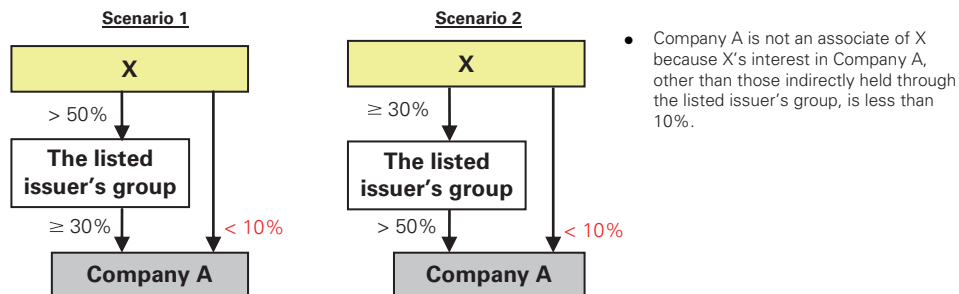 Scenario 1
X
> 50%
The listed
issuer's group
≥ 30%
< 10%
Company A
Scenario 2
X
≥ 30%
The listed
issuer's group
> 50%
< 10%
Company A
• Company A is not an associate of X
because X's interest in Company A,
other than those indirectly held through
the listed issuer's group, is less than
10%.